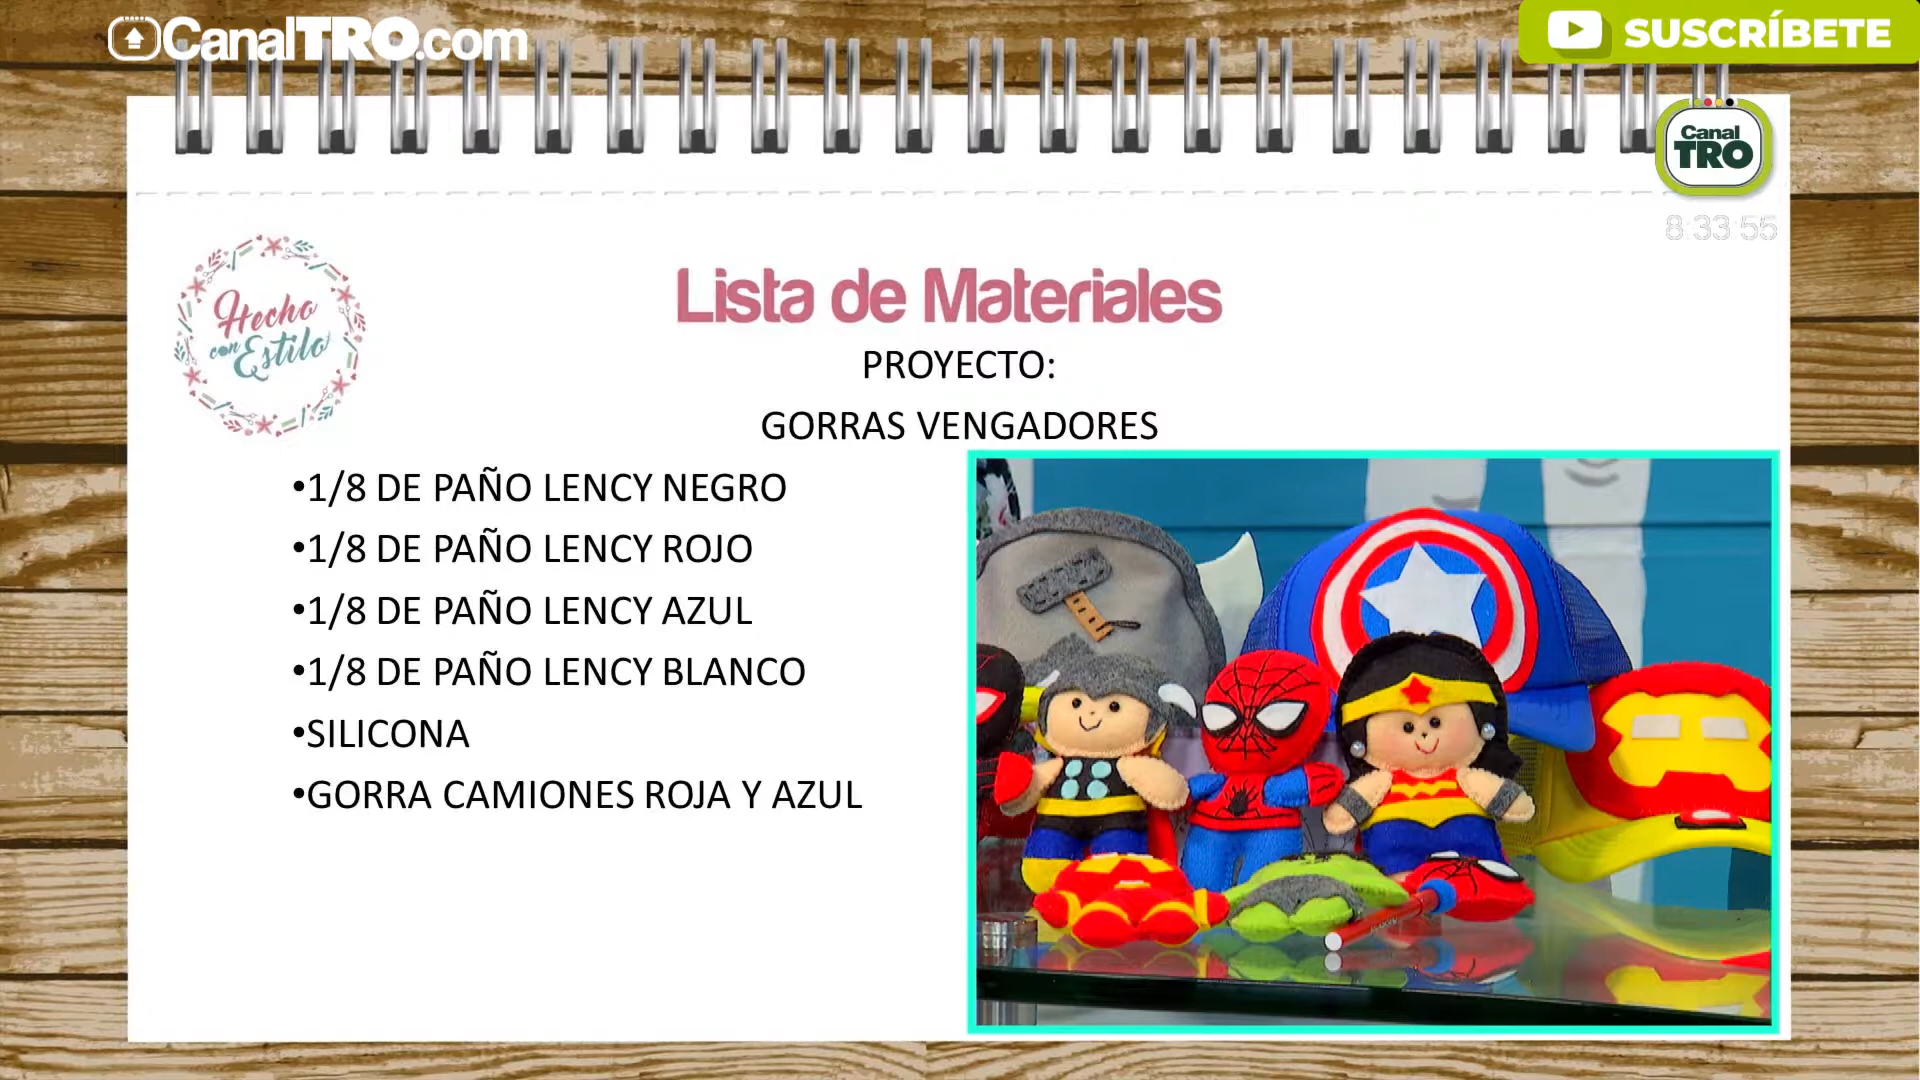 CanalTRO.com
SUSCRÍBETE
Canal
TRO
8:33:55
Hecho
con Estilo
Lista de Materiales
PROYECTO:
GORRAS VENGADORES
•1/8 DE PAÑO LENCY NEGRO
•1/8 DE PAÑO LENCY ROJO
•1/8 DE PAÑO LENCY AZUL
•1/8 DE PAÑO LENCY BLANCO
•SILICONA
•GORRA CAMIONES ROJA Y AZUL